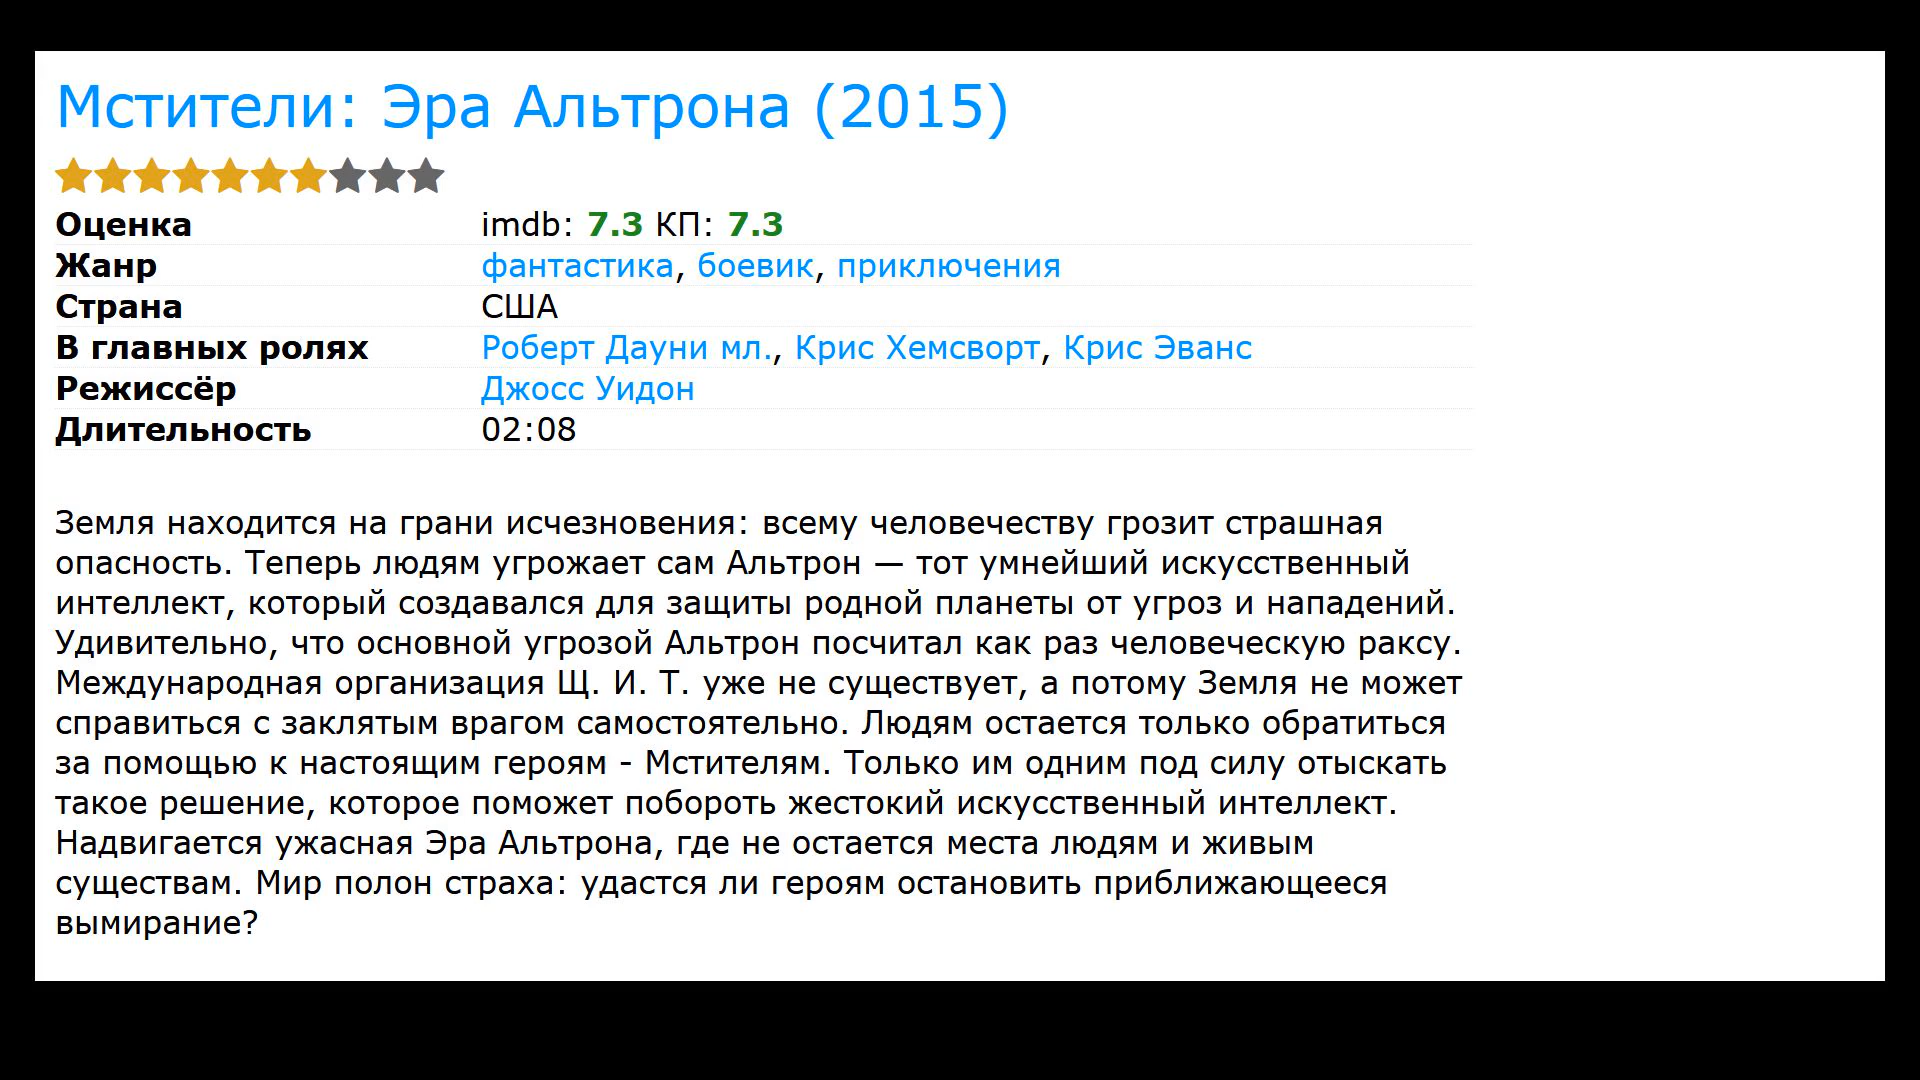 Мстители: Эра Альтрона (2015)
Оценка imdb: 7.3 КП: 7.3
Жанр фантастика, боевик, приключения
Страна США
В главных ролях Роберт Дауни мл., Крис Хемсворт, Крис Эванс
Режиссёр Джосс Уидон
Длительность 02:08
Земля находится на грани исчезновения: всему человечеству грозит страшная
опасность. Теперь людям угрожает сам Альтрон — тот умнейший искусственный
интеллект, который создавался для защиты родной планеты от угроз и нападений.
Удивительно, что основной угрозой Альтрон посчитал как раз человеческую раксу.
Международная организация Щ. И. Т. уже не существует, а потому Земля не может
справиться с заклятым врагом самостоятельно. Людям остается только обратиться
за помощью к настоящим героям - Мстителям. Только им одним под силу отыскать
такое решение, которое поможет побороть жестокий искусственный интеллект.
Надвигается ужасная Эра Альтрона, где не остается места людям и живым
существам. Мир полон страха: удастся ли героям остановить приближающееся
вымирание?